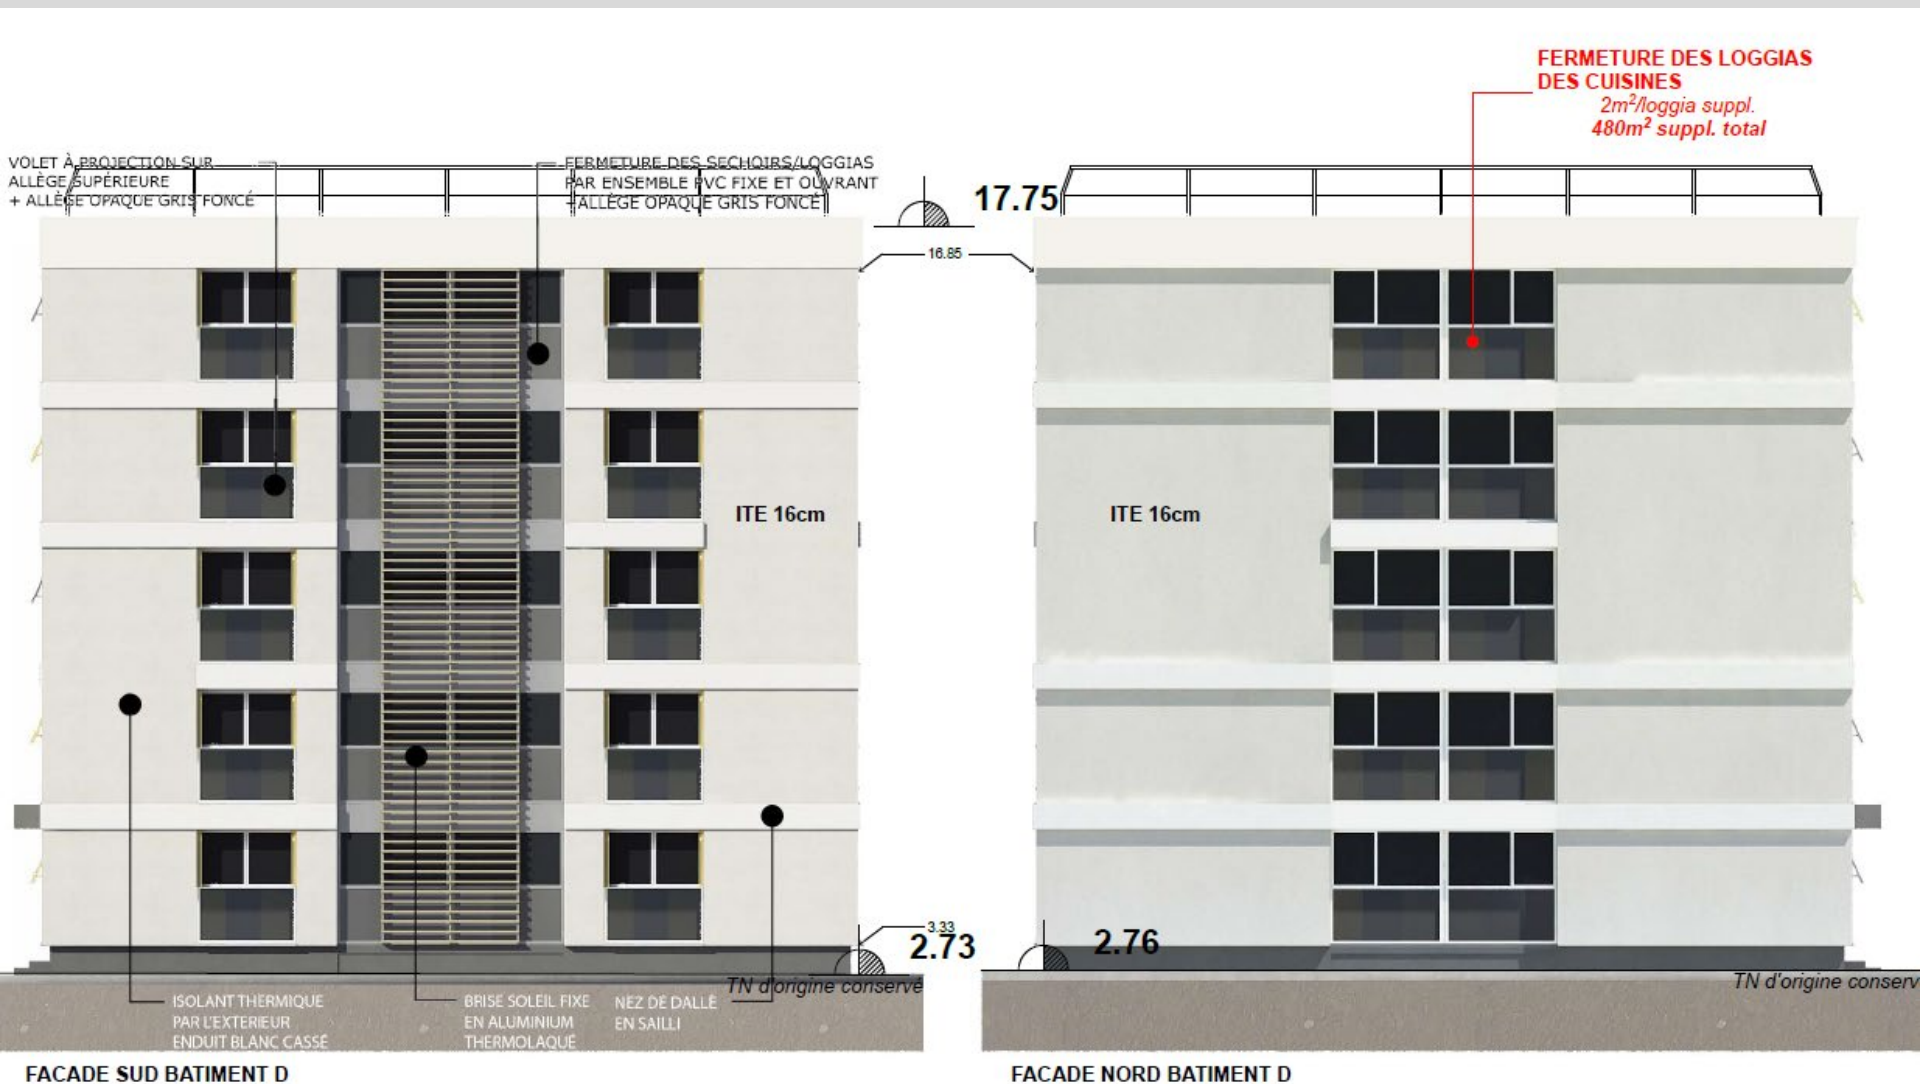 FERMETURE DES LOGGIAS
DES CUISINES
2m²/loggia suppl.
480m² suppl. total
VOLET À PROJECTION SUR
ALLÈGE SUPÉRIEURE
+ ALLÈGE OPAQUE GRIS FONCÉ
FERMETURE DES SECHOIRS/LOGGIAS
PAR ENSEMBLE PVC FIXE ET OUVRANT
+ALLÈGE OPAQUE GRIS FONCÉ
17.75
16.85
ITE 16cm
ITE 16cm
3.33
2.73
2.76
TN d'origine conservé
TN d'origine conserv
ISOLANT THERMIQUE
PAR L'EXTERIEUR
ENDUIT BLANC CASSÉ
BRISE SOLEIL FIXE
EN ALUMINIUM
THERMOLAQUÉ
NEZ DE DALLE
EN SAILLI
FACADE SUD BATIMENT D
FACADE NORD BATIMENT D